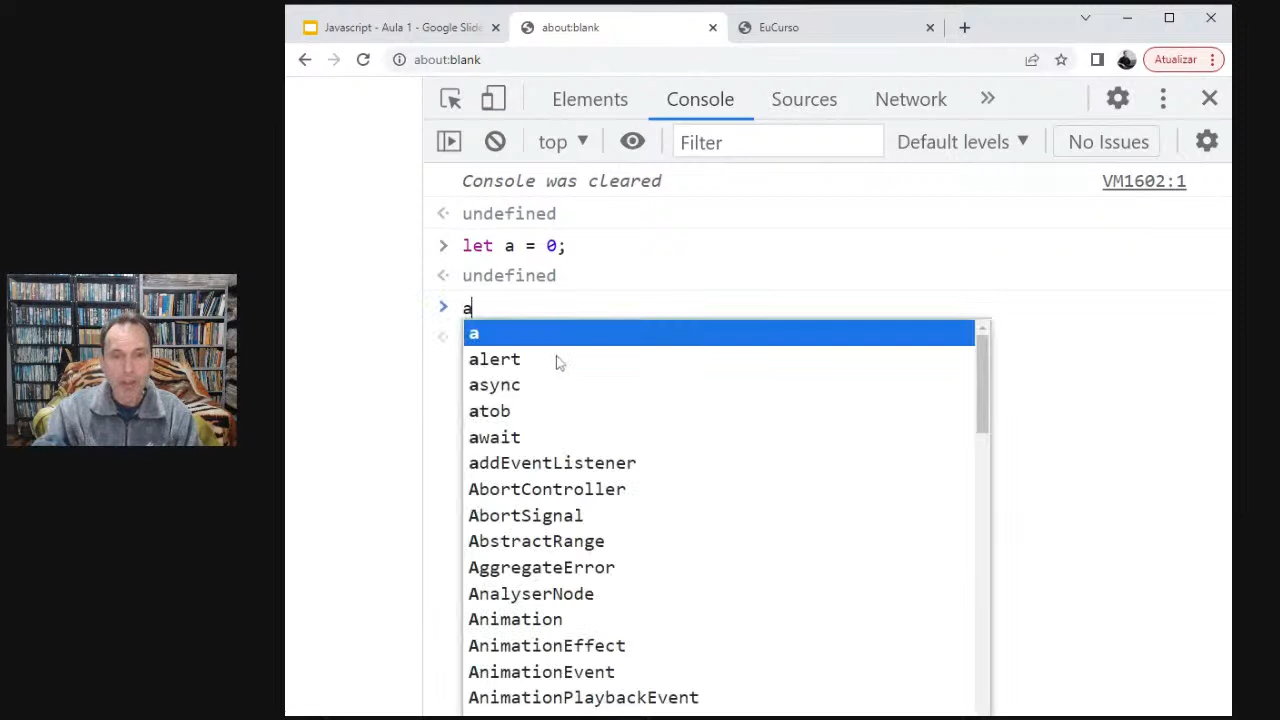 Javascript - Aula 1 - Google Slide
about:blank
EuCurso
about:blank
Atualizar
Elements
Console
Sources
Network
top
Filter
Default levels
No Issues
Console was cleared
VM1602:1
undefined
let a = 0;
undefined
a
a
alert
async
atob
await
addEventListener
AbortController
AbortSignal
AbstractRange
AggregateError
AnalyserNode
Animation
AnimationEffect
AnimationEvent
AnimationPlaybackEvent